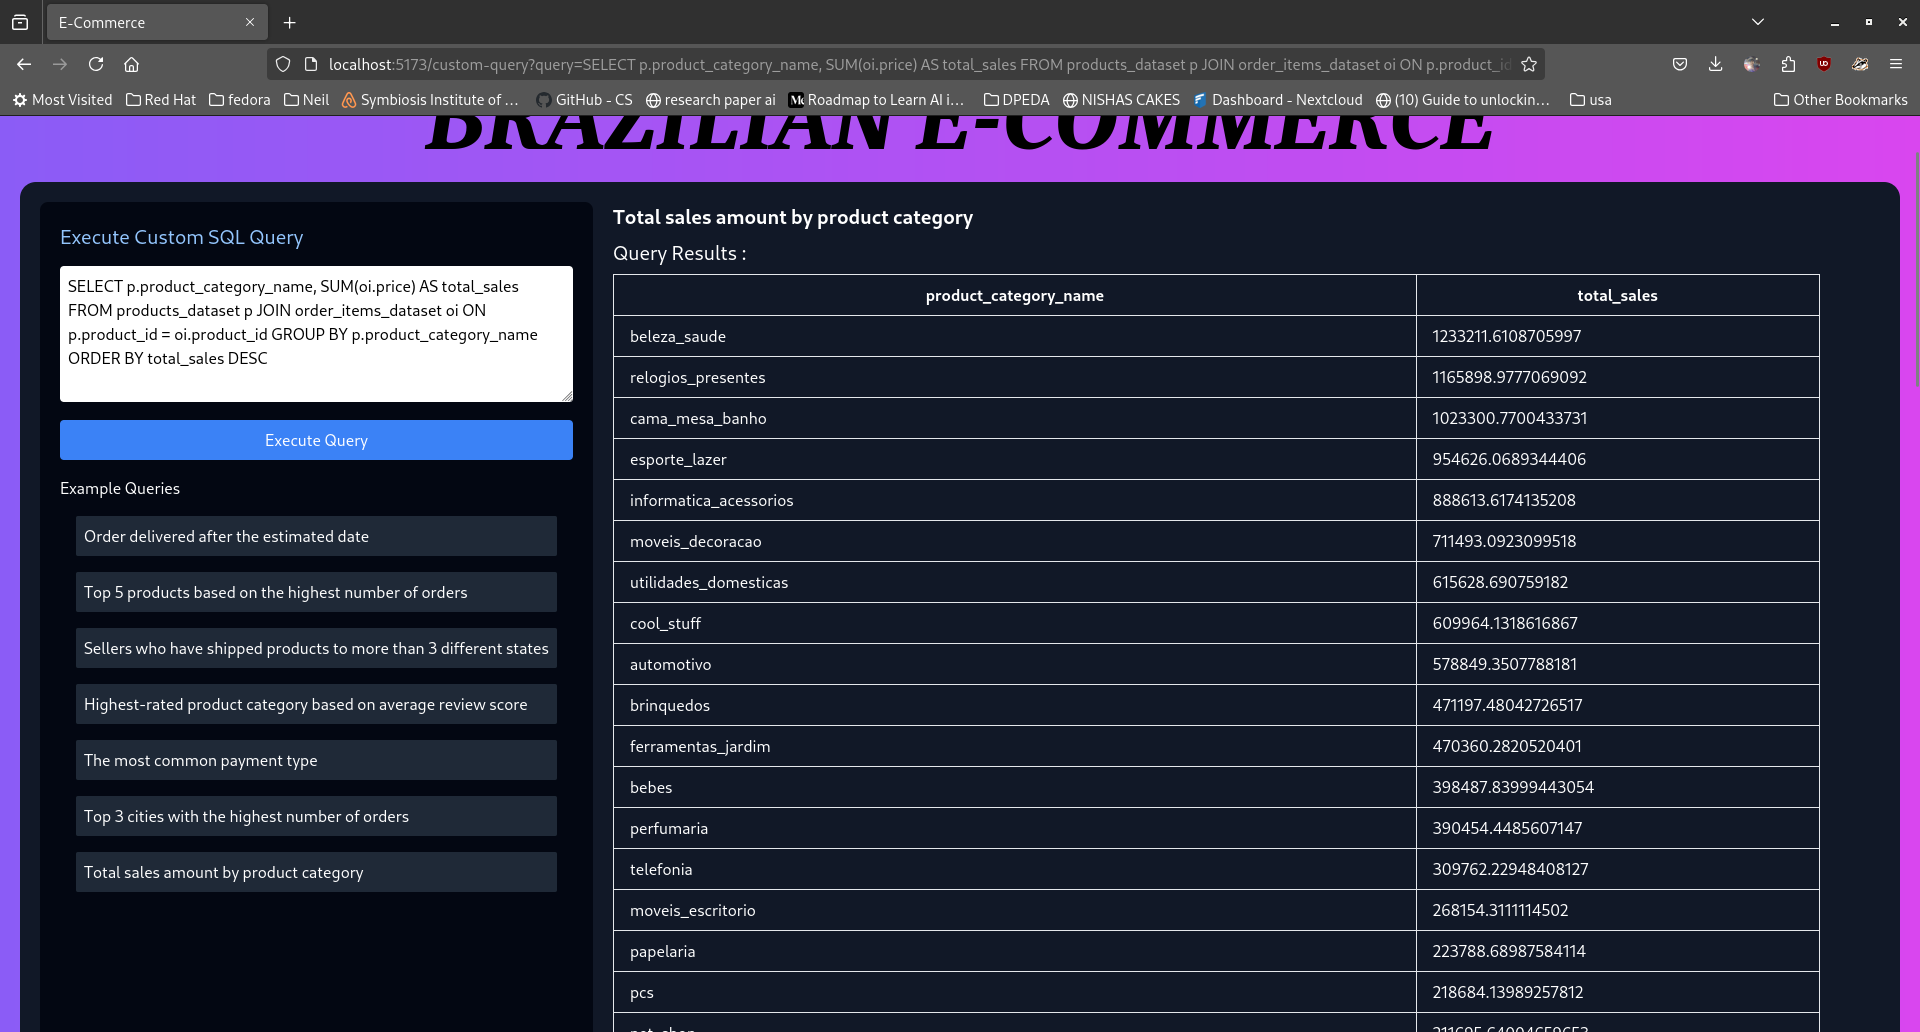 E-Commerce
localhost:5173/custom-query?query=SELECT p.product_category_name, SUM(oi.price) AS total_sales FROM products_dataset p JOIN order_items_dataset oi ON p.product_id
Most Visited Red Hat fedora Neil Symbiosis Institute of ... GitHub - CS research paper ai Roadmap to Learn AI i... DPEDA NISHAS CAKES Dashboard - Nextcloud (10) Guide to unlockin... usa Other Bookmarks
BRAZILIAN E-COMMERCE
Execute Custom SQL Query
SELECT p.product_category_name, SUM(oi.price) AS total_sales
FROM products_dataset p JOIN order_items_dataset oi ON
p.product_id = oi.product_id GROUP BY p.product_category_name
ORDER BY total_sales DESC
Execute Query
Example Queries
Order delivered after the estimated date
Top 5 products based on the highest number of orders
Sellers who have shipped products to more than 3 different states
Highest-rated product category based on average review score
The most common payment type
Top 3 cities with the highest number of orders
Total sales amount by product category
Total sales amount by product category
Query Results :
product_category_name total_sales
beleza_saude 1233211.6108705997
relogios_presentes 1165898.9777069092
cama_mesa_banho 1023300.7700433731
esporte_lazer 954626.0689344406
informatica_acessorios 888613.6174135208
moveis_decoracao 711493.0923099518
utilidades_domesticas 615628.690759182
cool_stuff 609964.1318616867
automotivo 578849.3507788181
brinquedos 471197.48042726517
ferramentas_jardim 470360.2820520401
bebes 398487.83999443054
perfumaria 390454.4485607147
telefonia 309762.22948408127
moveis_escritorio 268154.3111114502
papelaria 223788.68987584114
pcs 218684.13989257812